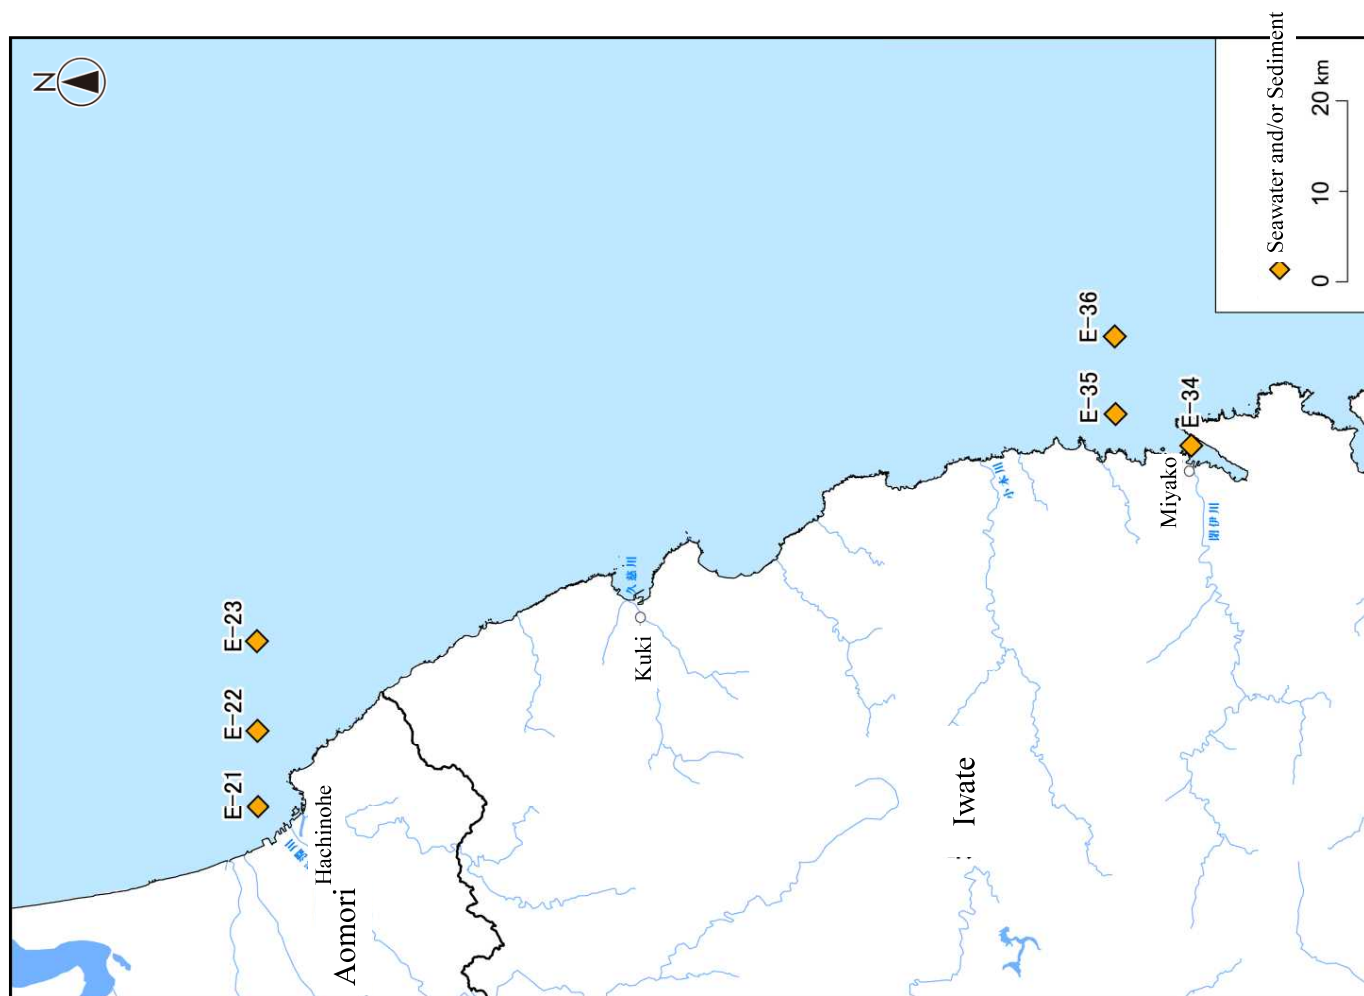 N
E-21
E-22
E-23
Hachinohe
Aomori
久慈川
Kuki
Iwate
小本川
E-35
E-36
E-34
Miyako
閉伊川
Seawater and/or Sediment
0 10 20 km